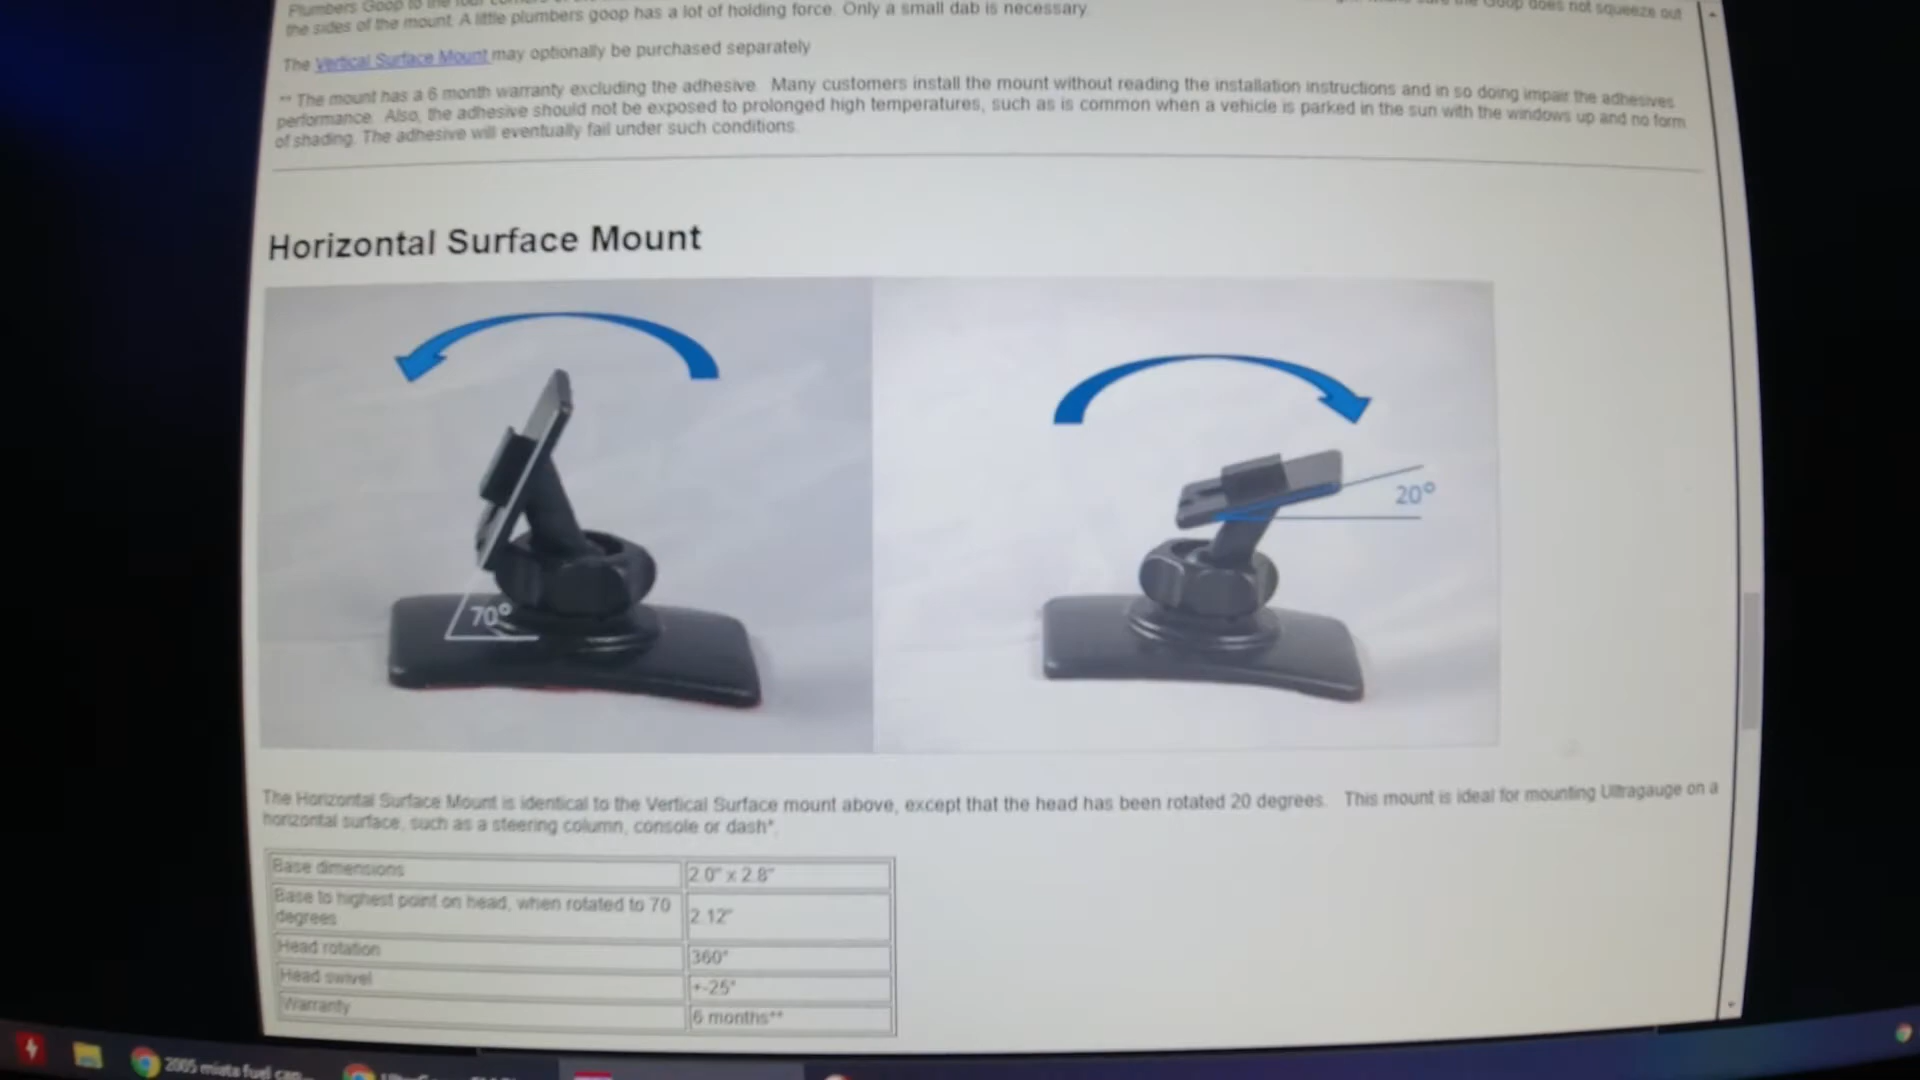 Plumbers Goop to the four
Goop does not squeeze out
the sides of the mount. A little plumbers goop has a lot of holding force. Only a small dab is necessary.
The Vertical Surface Mount may optionally be purchased separately
** The mount has a 6 month warranty excluding the adhesive. Many customers install the mount without reading the installation instructions and in so doing impair the adhesives
performance. Also, the adhesive should not be exposed to prolonged high temperatures, such as is common when a vehicle is parked in the sun with the windows up and no form
of shading. The adhesive will eventually fail under such conditions.
Horizontal Surface Mount
70°
20°
The Horizontal Surface Mount is identical to the Vertical Surface mount above, except that the head has been rotated 20 degrees. This mount is ideal for mounting Ultragauge on a
horizontal surface, such as a steering column, console or dash*.
Base dimensions 2.0" x 2.8"
Base to highest point on head, when rotated to 70
degrees 2.12"
Head rotation 360°
Head swivel +-25°
Warranty 6 months**
2005 miata fuel cap...